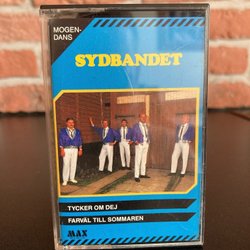 MOGEN-
DANS
SYDBANDET
TYCKER OM DEJ
FARVÄL TILL SOMMAREN
MAX